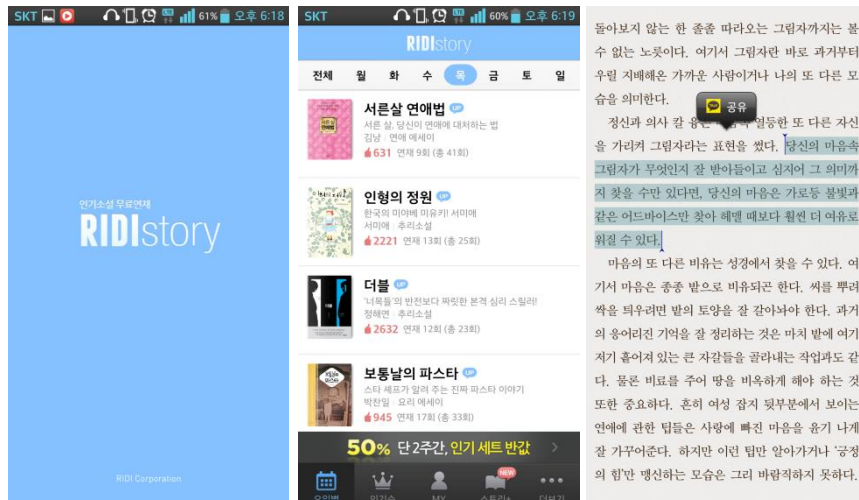 SKT
61%
오후 6:18
인기소설 무료연재
RIDIstory
RIDI Corporation
SKT
60%
오후 6:19
RIDIstory
전체 월 화 수 목 금 토 일
서른살 연애법 UP
서른 살, 당신이 연애에 대처하는 법
김남 연애 에세이
631 연재 9회 (총 41회)
인형의 정원 UP
한국의 미야베 미유키! 서미애
서미애 추리소설
2221 연재 13회 (총 25회)
더블 UP
'너목들'의 반전보다 짜릿한 본격 심리 스릴러!
정해연 추리소설
2632 연재 12회 (총 23회)
보통날의 파스타 UP
스타 셰프가 알려 주는 진짜 파스타 이야기
박찬일 요리 에세이
945 연재 17회 (총 33회)
50% 단 2주간, 인기 세트 반값
NEW
요일별 인기순 MY 스토리+ 더보기
돌아보지 않는 한 졸졸 따라오는 그림자까지는 볼
수 없는 노릇이다. 여기서 그림자란 바로 과거부터
우릴 지배해온 가까운 사람이거나 나의 또 다른 모
습을 의미한다.
공유
정신과 의사 칼 융은 열등한 또 다른 자신
을 가리켜 그림자라는 표현을 썼다. 당신의 마음속
그림자가 무엇인지 잘 받아들이고 심지어 그 의미까
지 찾을 수만 있다면, 당신의 마음은 가로등 불빛과
같은 어드바이스만 찾아 헤맬 때보다 훨씬 더 여유로
워질 수 있다.
마음의 또 다른 비유는 성경에서 찾을 수 있다. 여
기서 마음은 종종 밭으로 비유되곤 한다. 씨를 뿌려
싹을 틔우려면 밭의 토양을 잘 갈아놔야 한다. 과거
의 응어리진 기억을 잘 정리하는 것은 마치 밭에 여기
저기 흩어져 있는 큰 자갈들을 골라내는 작업과도 같
다. 물론 비료를 주어 땅을 비옥하게 해야 하는 것
또한 중요하다. 흔히 여성 잡지 뒷부분에서 보이는
연애에 관한 팁들은 사랑에 빠진 마음을 윤기 나게
잘 가꾸어준다. 하지만 이런 팁만 알아가거나 '긍정
의 힘'만 맹신하는 모습은 그리 바람직하지 못하다.